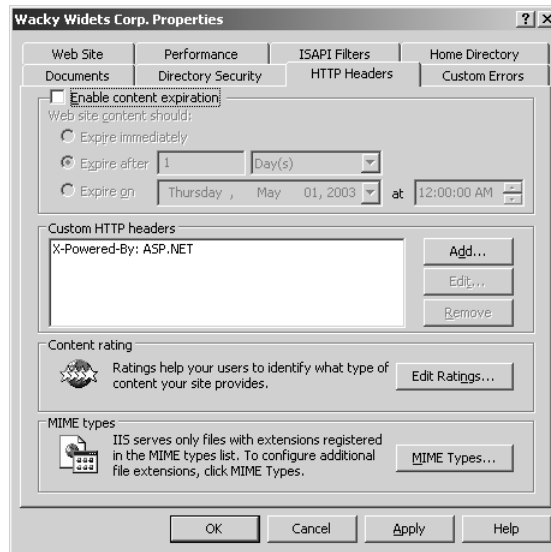 Wacky Widets Corp. Properties
Web Site Performance ISAPI Filters Home Directory
Documents Directory Security HTTP Headers Custom Errors
Enable content expiration
Web site content should:
Expire immediately
Expire after 1 Day(s)
Expire on Thursday , May 01, 2003 at 12:00:00 AM
Custom HTTP headers
X-Powered-By: ASP.NET
Add...
Edit...
Remove
Content rating
Ratings help your users to identify what type of
content your site provides.
Edit Ratings...
MIME types
IIS serves only files with extensions registered
in the MIME types list. To configure additional
file extensions, click MIME Types.
MIME Types...
OK Cancel Apply Help